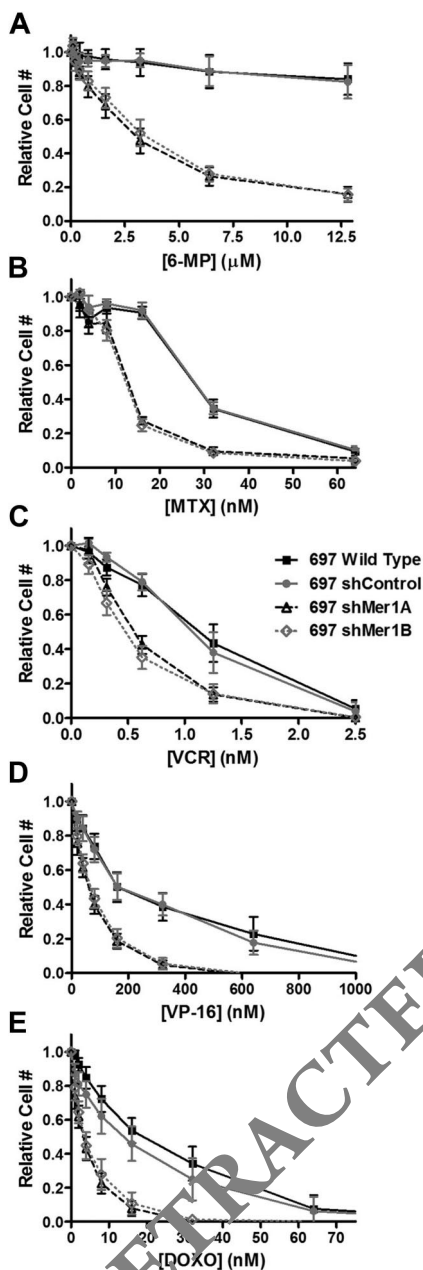 A
Relative Cell #
1.0
0.8
0.6
0.4
0.2
0.0
0.0 2.5 5.0 7.5 10.0 12.5
[6-MP] (μM)
B
Relative Cell #
1.0
0.8
0.6
0.4
0.2
0.0
0 10 20 30 40 50 60
[MTX] (nM)
C
Relative Cell #
1.0
0.8
0.6
0.4
0.2
0.0
0.0 0.5 1.0 1.5 2.0 2.5
[VCR] (nM)
697 Wild Type
697 shControl
697 shMer1A
697 shMer1B
D
Relative Cell #
1.0
0.8
0.6
0.4
0.2
0.0
0 200 400 600 800 1000
[VP-16] (nM)
E
Relative Cell #
1.0
0.8
0.6
0.4
0.2
0.0
0 10 20 30 40 50 60 70
[DOXO] (nM)
RETRACTE